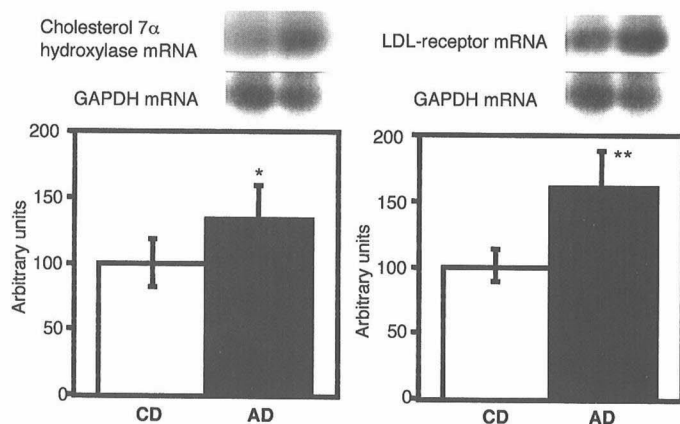 Cholesterol 7α
hydroxylase mRNA
GAPDH mRNA
200
150
100
50
0
Arbitrary units
*
CD
AD
LDL-receptor mRNA
GAPDH mRNA
200
150
100
50
0
Arbitrary units
**
CD
AD